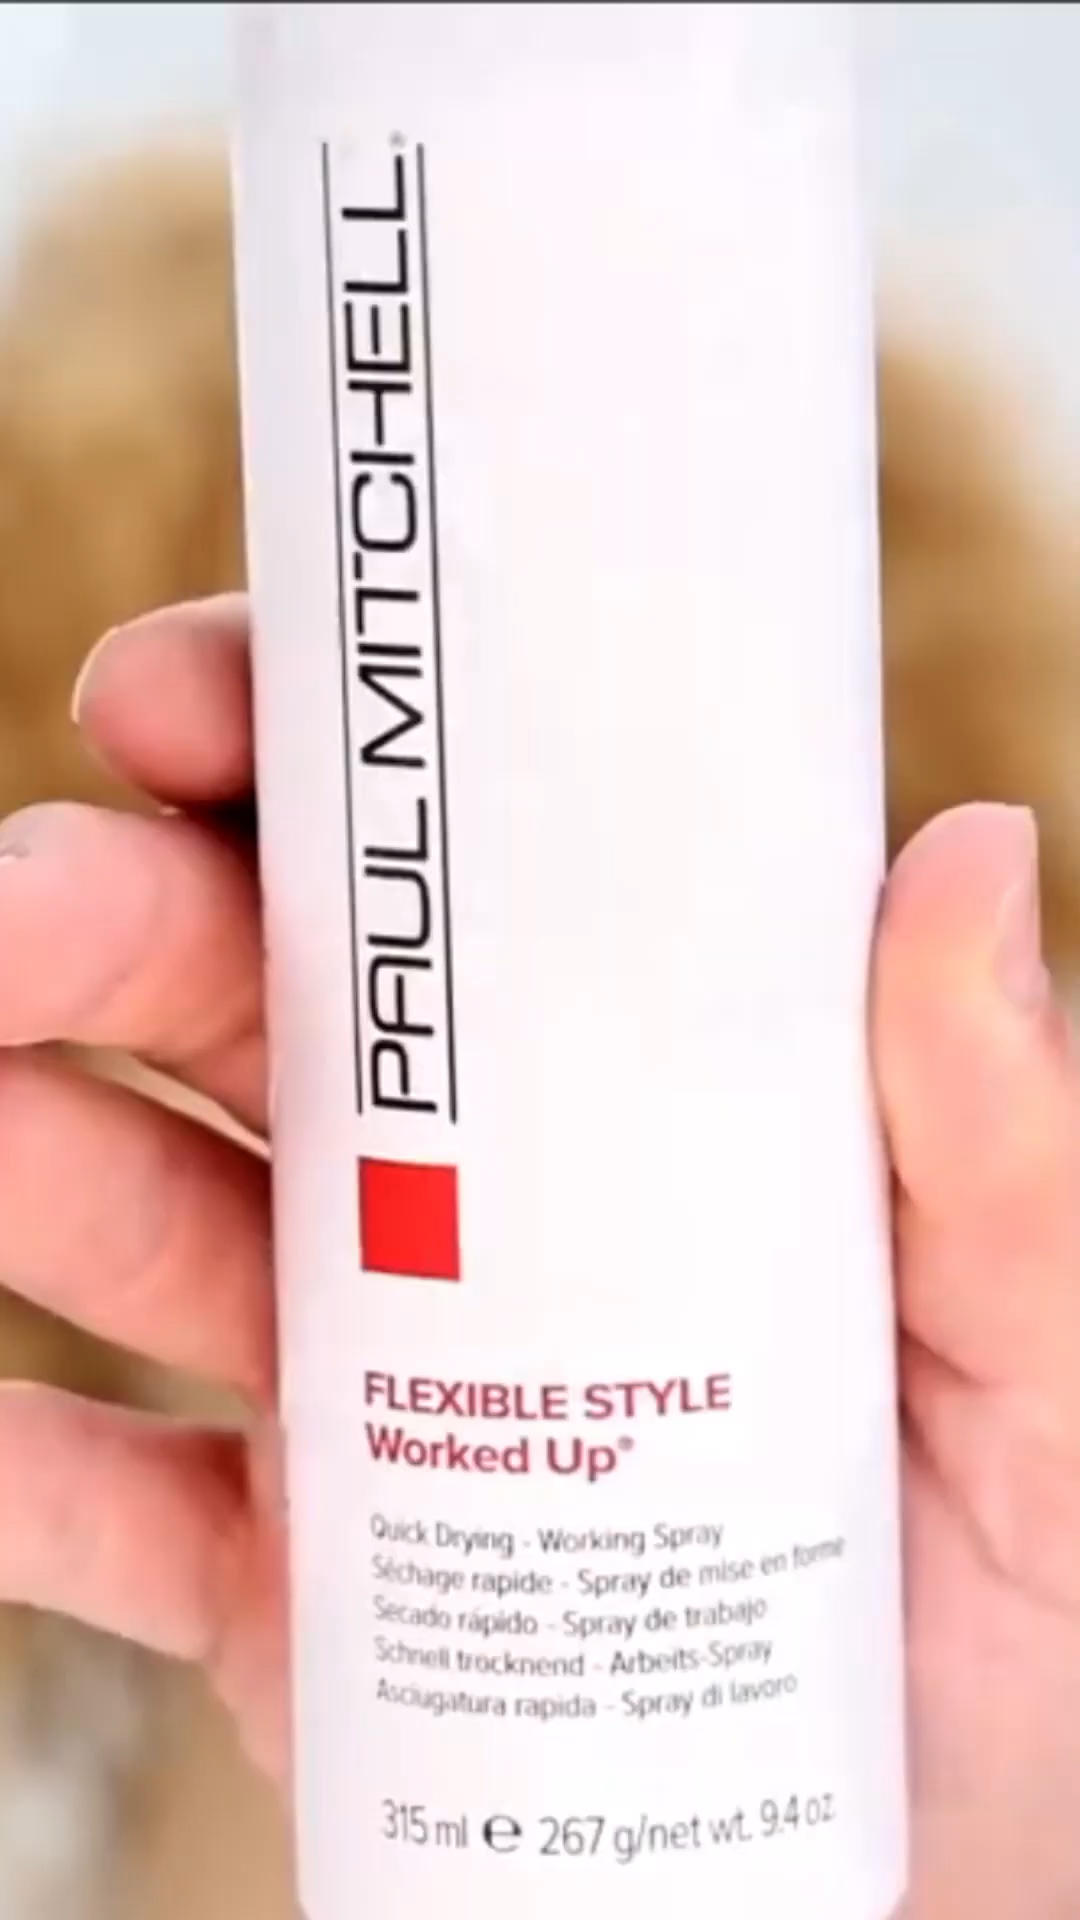 PAUL MITCHELL®
FLEXIBLE STYLE
Worked Up®
Quick Drying - Working Spray
Séchage rapide - Spray de mise en forme
Secado rápido - Spray de trabajo
Schnell trocknend - Arbeits-Spray
Asciugatura rapida - Spray di lavoro
315 ml ℮ 267 g/net wt. 9.4 oz.